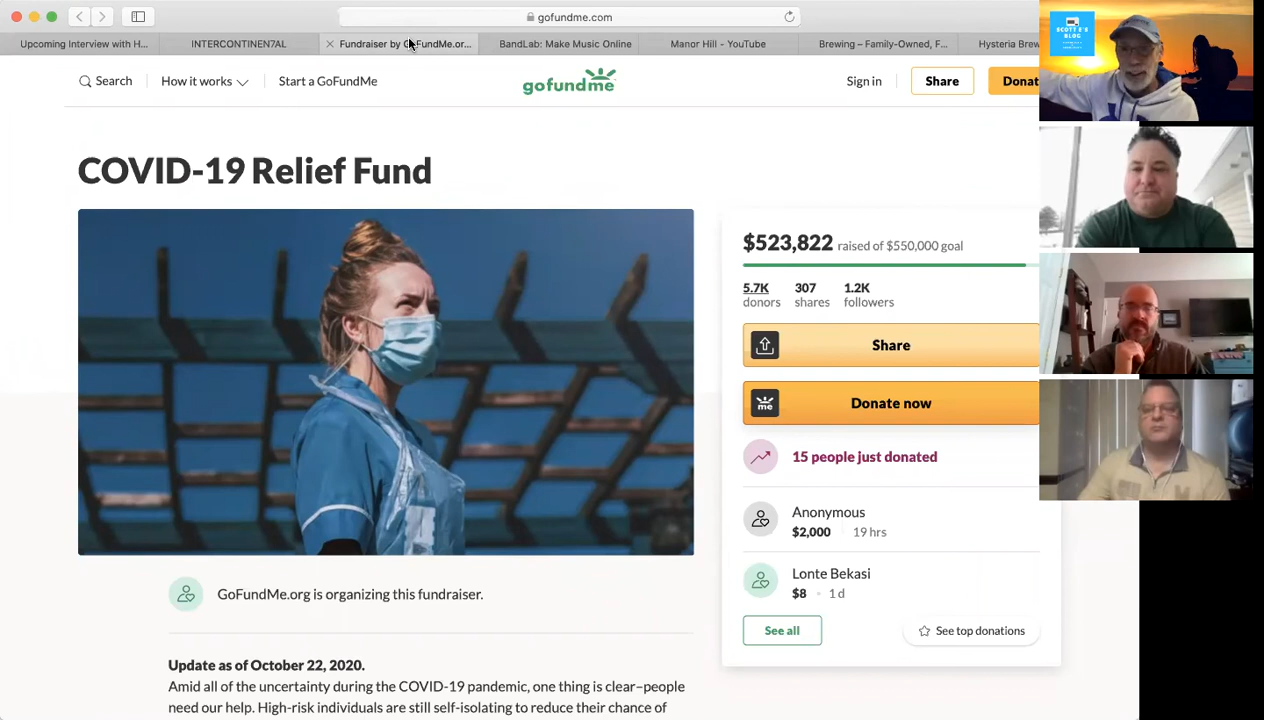 gofundme.com
Upcoming Interview with H...
INTERCONTINEN7AL
Fundraiser by GoFundMe.or...
BandLab: Make Music Online
Manor Hill - YouTube
Brewing – Family-Owned, F...
Hysteria Brew
Search
How it works
Start a GoFundMe
gofundme
Sign in
Share
Donat
SCOTT E'S
BLOG
COVID-19 Relief Fund
$523,822 raised of $550,000 goal
5.7K donors
307 shares
1.2K followers
Share
me
Donate now
15 people just donated
Anonymous
$2,000 19 hrs
Lonte Bekasi
$8 • 1 d
See all
See top donations
GoFundMe.org is organizing this fundraiser.
Update as of October 22, 2020.
Amid all of the uncertainty during the COVID-19 pandemic, one thing is clear–people
need our help. High-risk individuals are still self-isolating to reduce their chance of